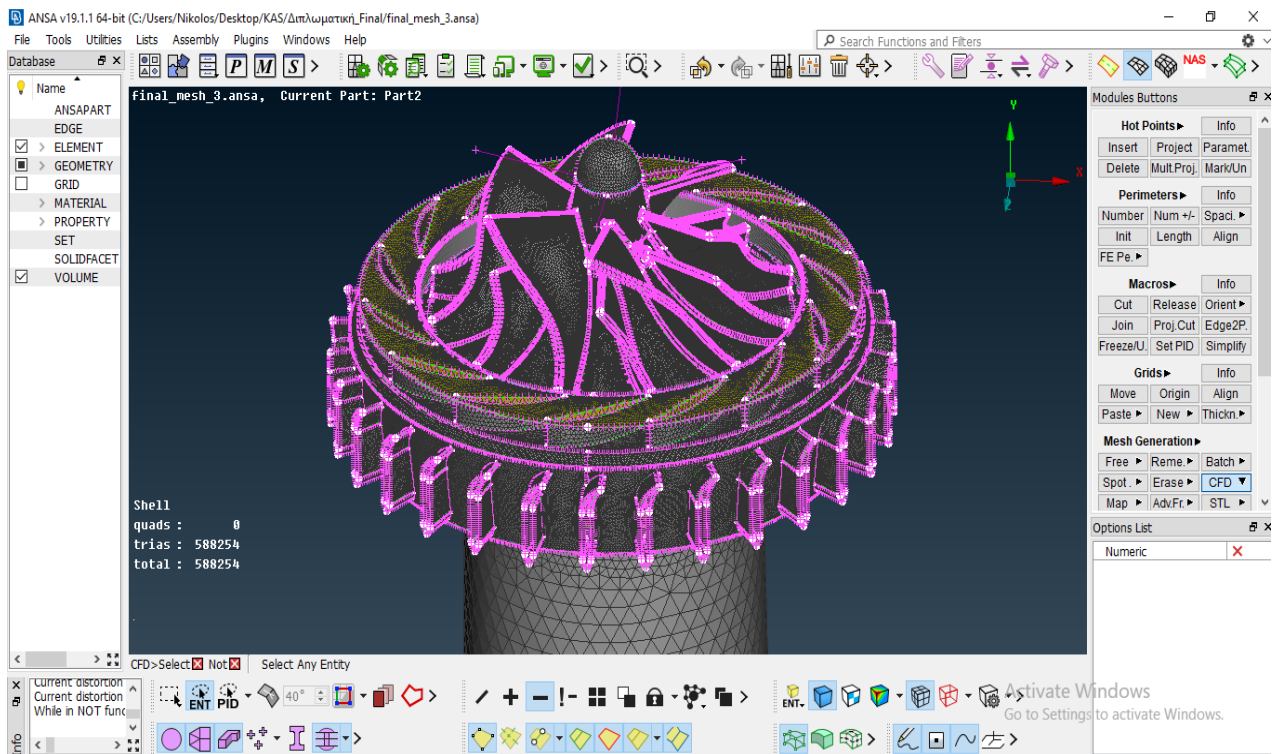 ANSA v19.1.1 64-bit (C:/Users/Nikolos/Desktop/KAS/Διπλωματική_Final/final_mesh_3.ansa)
File Tools Utilities Lists Assembly Plugins Windows Help
Search Functions and Filters
Database
P M S
NAS
Name
ANSAPART
EDGE
ELEMENT
GEOMETRY
GRID
MATERIAL
PROPERTY
SET
SOLIDFACET
VOLUME
final_mesh_3.ansa, Current Part: Part2
Y
X
Z
Shell
quads : 0
trias : 588254
total : 588254
Modules Buttons
Hot Points Info
Insert Project Paramet.
Delete Mult.Proj. Mark/Un
Perimeters Info
Number Num +/- Spaci.
Init Length Align
FE Pe.
Macros Info
Cut Release Orient
Join Proj.Cut Edge2P.
Freeze/U. Set PID Simplify
Grids Info
Move Origin Align
Paste New Thickn.
Mesh Generation
Free Reme. Batch
Spot . Erase CFD
Map Adv.Fr. STL
Options List
Numeric
CFD>Select Not Select Any Entity
Current distortion
Current distortion
While in NOT func
Info
ENT PID 40°
ENT.
Activate Windows
Go to Settings to activate Windows.